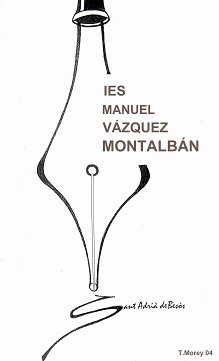 IES
MANUEL
VÁZQUEZ
MONTALBÁN
Sant Adrià de Besòs
T.Morey 04